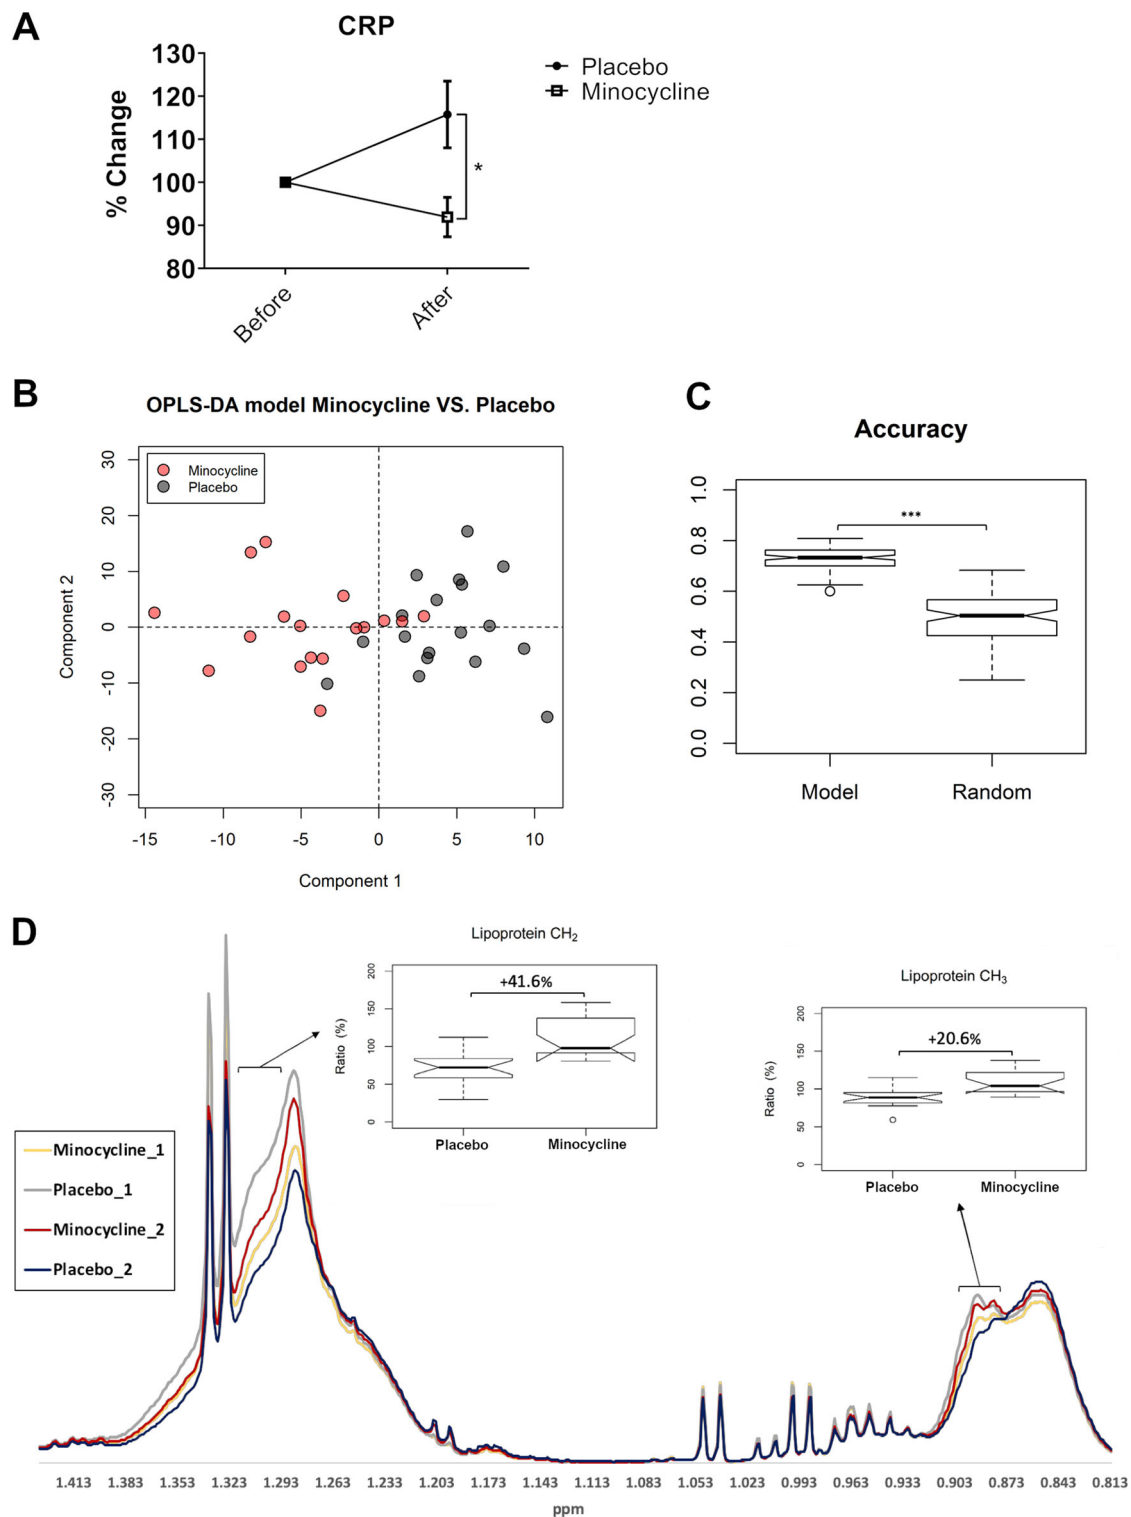 A
CRP
130
120
110
100
90
80
% Change
Before
After
*
Placebo
Minocycline
B
OPLS-DA model Minocycline VS. Placebo
Minocycline
Placebo
30
20
10
0
-10
-20
-30
Component 2
-15 -10 -5 0 5 10
Component 1
C
Accuracy
1.0
0.8
0.6
0.4
0.2
0.0
***
Model Random
D
Lipoprotein CH2
200
150
100
50
0
Ratio (%)
+41.6%
Placebo Minocycline
Lipoprotein CH3
200
150
100
50
0
Ratio (%)
+20.6%
Placebo Minocycline
Minocycline_1
Placebo_1
Minocycline_2
Placebo_2
1.413 1.383 1.353 1.323 1.293 1.263 1.233 1.203 1.173 1.143 1.113 1.083 1.053 1.023 0.993 0.963 0.933 0.903 0.873 0.843 0.813
ppm